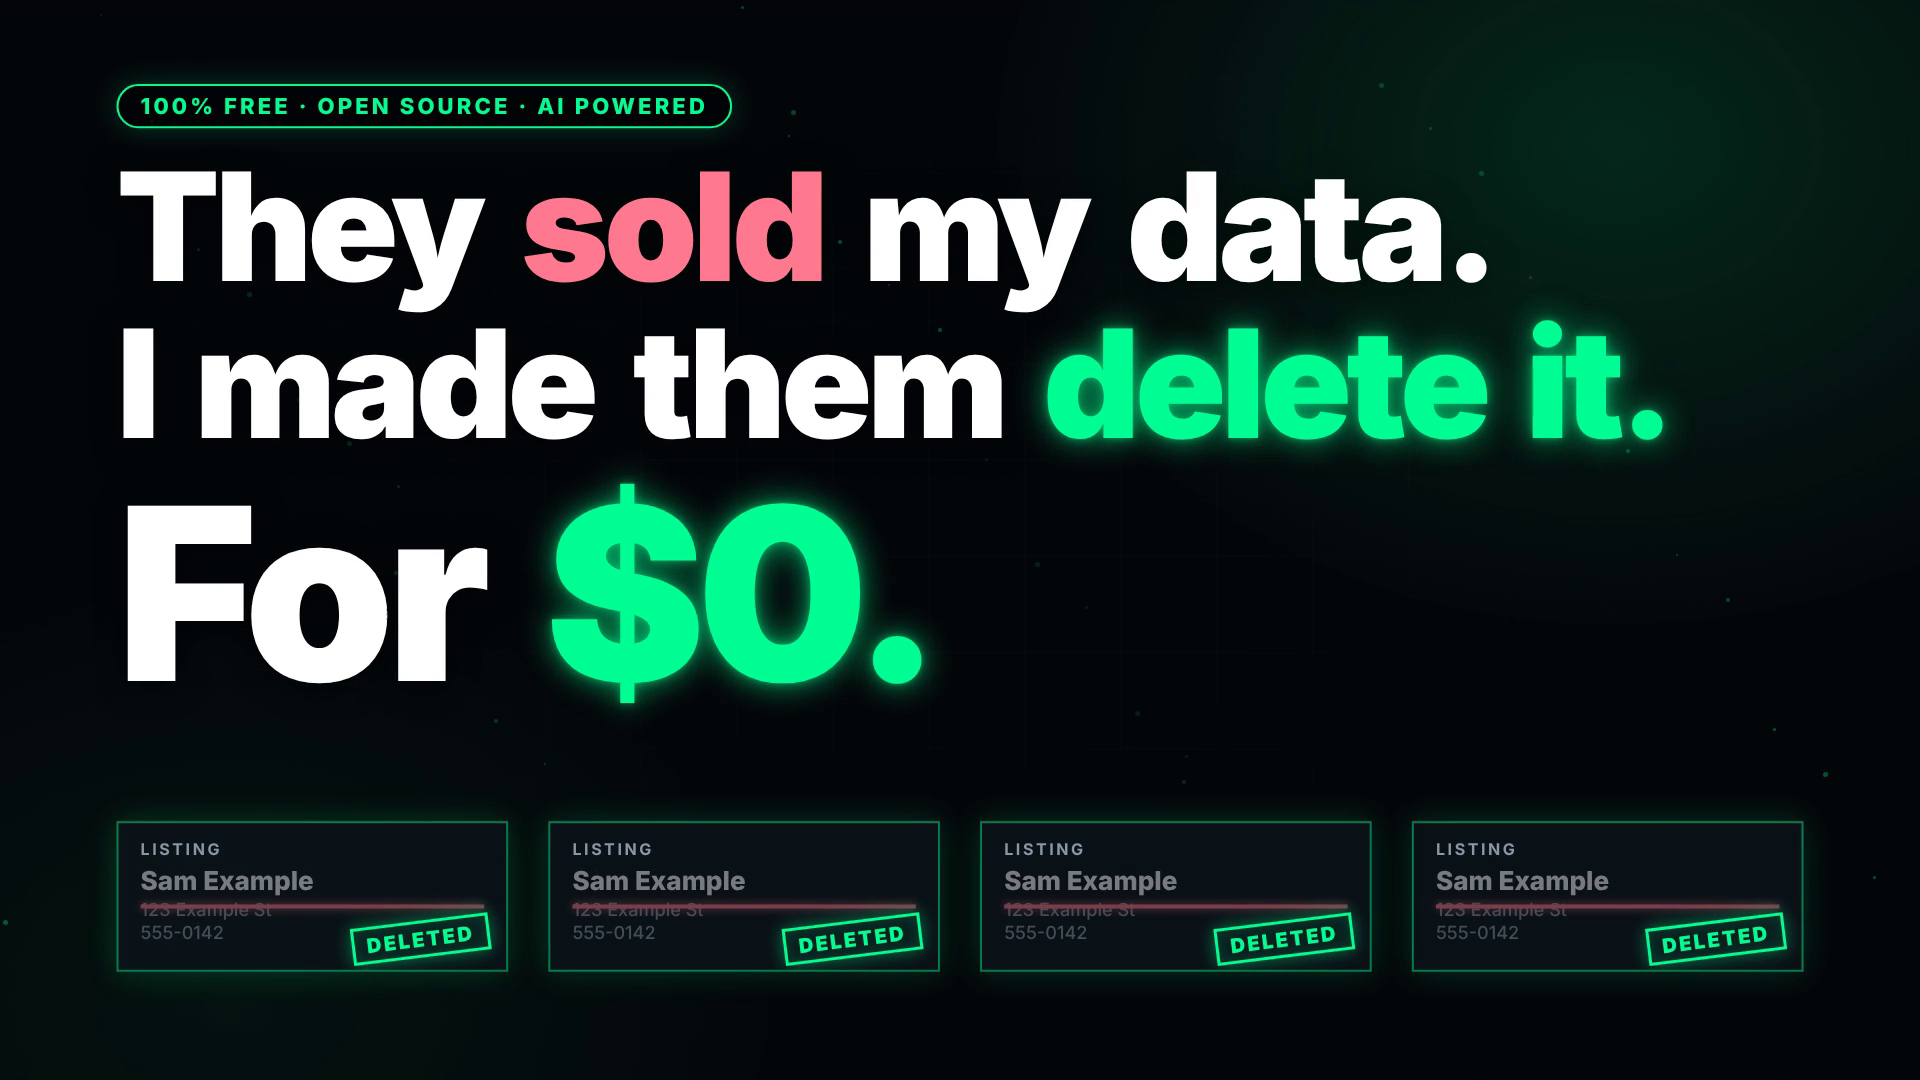 100% FREE · OPEN SOURCE · AI POWERED
They sold my data.
I made them delete it.
For $0.
LISTING
Sam Example
123 Example St
555-0142
DELETED
LISTING
Sam Example
123 Example St
555-0142
DELETED
LISTING
Sam Example
123 Example St
555-0142
DELETED
LISTING
Sam Example
123 Example St
555-0142
DELETED